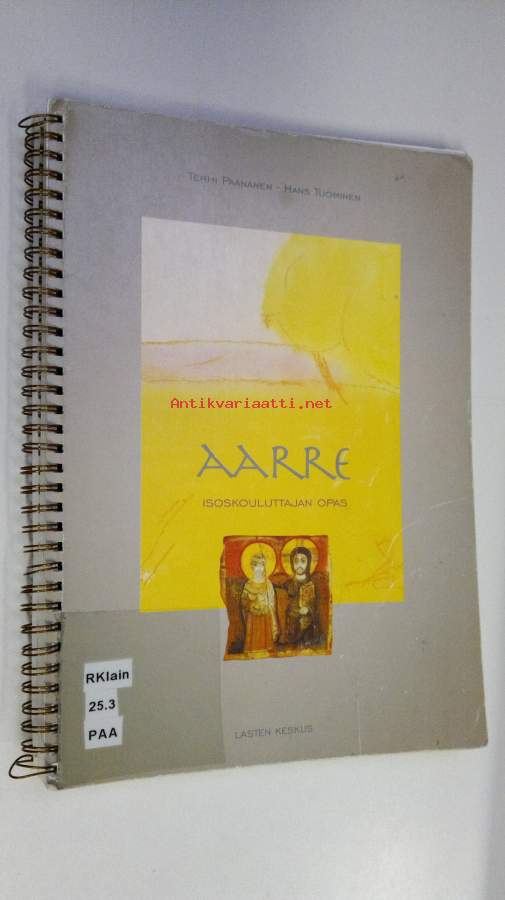 TERHI PAANANEN - HANS TUOMINEN
Antikvariaatti.net
AARRE
ISOSKOULUTTAJAN OPAS
RKlain
25.3
PAA
LASTEN KESKUS